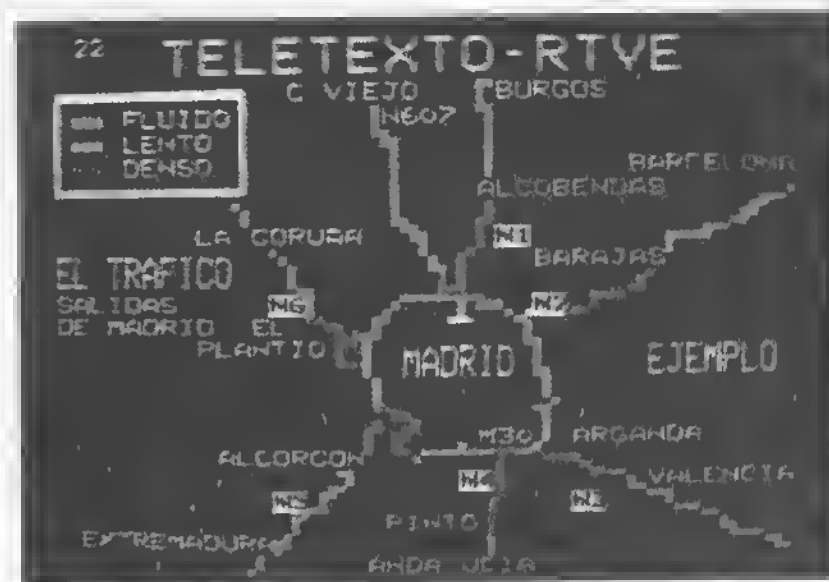 22 TELETEXTO-RTVE
C VIEJO BURGOS
N607
FLUIDO
LENTO
DENSO
BARCELONA
ALCOBENDAS
LA CORUÑA N1
BARAJAS
EL TRAFICO
SALIDAS N6 N2
DE MADRID EL
PLANTIO MADRID EJEMPLO
M30 ARGANDA
ALCORCON N4 VALENCIA
N5 N3
PINTO
EXTREMADURA